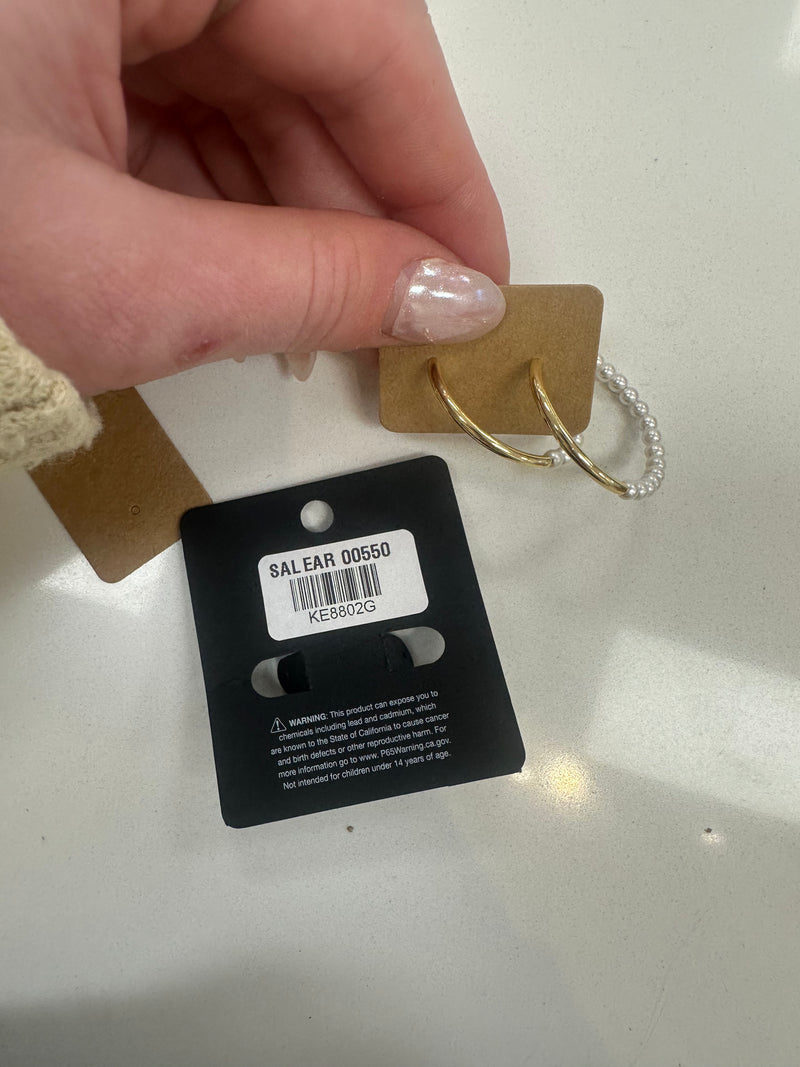 SAL EAR 00550
KE8802G
WARNING: This product can expose you to
chemicals including lead and cadmium, which
are known to the State of California to cause cancer
and birth defects or other reproductive harm. For
more information go to www. P65Warning.ca.gov.
Not intended for children under 14 years of age.